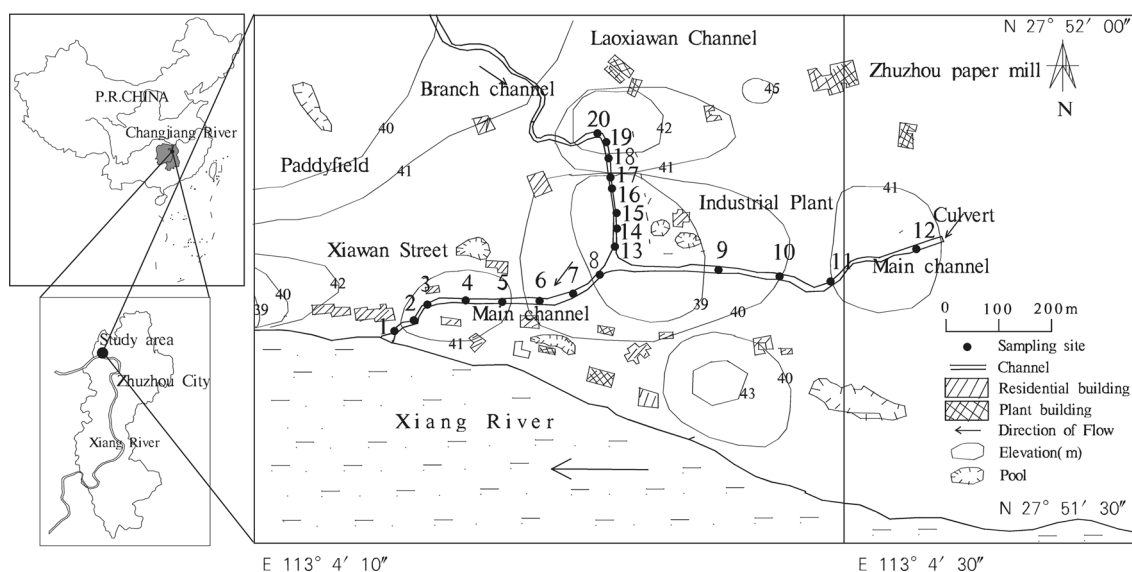 P.R.CHINA
Changjiang River
Study area
Zhuzhou City
Xiang River
N 27° 52′ 00″
Laoxiawan Channel
Branch channel
Zhuzhou paper mill
N
45
40
42
20
19
18
17
16
15
14
13
41
41
Paddyfield
Industrial Plant
41
Culvert
12
Main channel
Xiawan Street
42
40
39
3
4
5
6
7
8
9
10
11
2
1
Main channel
41
39
40
40
43
Xiang River
0 100 200 m
Sampling site
Channel
Residential building
Plant building
Direction of Flow
Elevation( m )
Pool
N 27° 51′ 30″
E 113° 4′ 10″
E 113° 4′ 30″